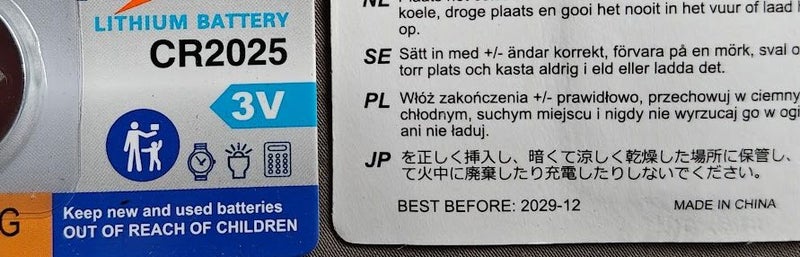 LITHIUM BATTERY
CR2025
3V
G
Keep new and used batteries
OUT OF REACH OF CHILDREN
koele, droge plaats en gooi het nooit in het vuur of laad
op.
SE Sätt in med +/- ändar korrekt, förvara på en mörk, sval o
torr plats och kasta aldrig i eld eller ladda det.
PL Włóż zakończenia +/- prawidłowo, przechowuj w ciemny
chłodnym, suchym miejscu i nigdy nie wyrzucaj go w og
ani nie ładuj.
JP を正しく挿入し、暗くて涼しく乾燥した場所に保管し、
て火中に廃棄したり充電したりしないでください。
BEST BEFORE: 2029-12
MADE IN CHINA